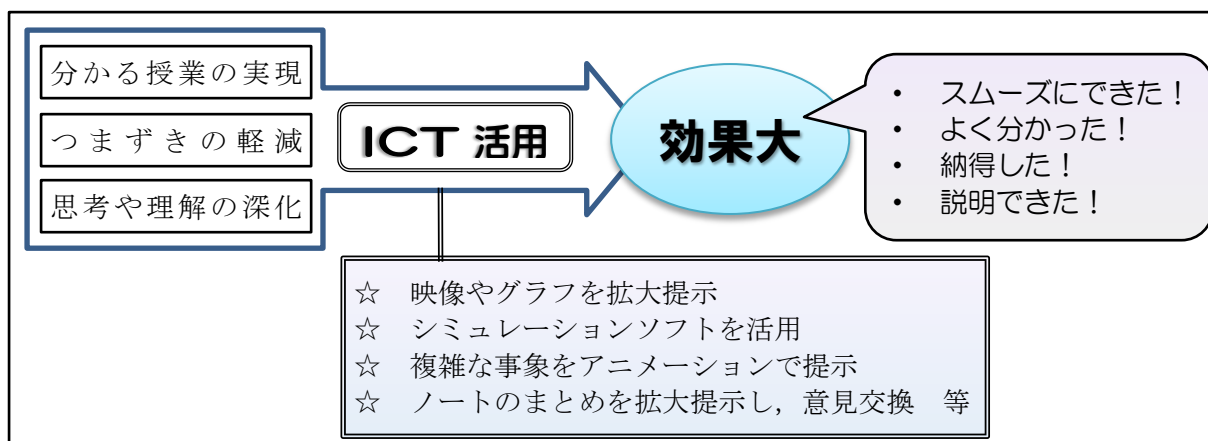 分かる授業の実現
つまずきの軽減
思考や理解の深化
ICT 活用
効果大
・ スムーズにできた！
・ よく分かった！
・ 納得した！
・ 説明できた！
☆ 映像やグラフを拡大提示
☆ シミュレーションソフトを活用
☆ 複雑な事象をアニメーションで提示
☆ ノートのまとめを拡大提示し，意見交換　等